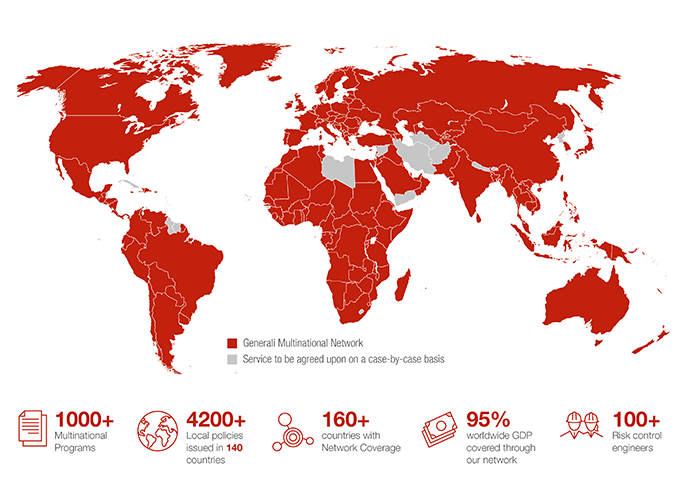 Generali Multinational Network
Service to be agreed upon on a case-by-case basis
1000+
Multinational
Programs
4200+
Local policies
issued in 140
countries
160+
countries with
Network Coverage
95%
worldwide GDP
covered through
our network
100+
Risk control
engineers